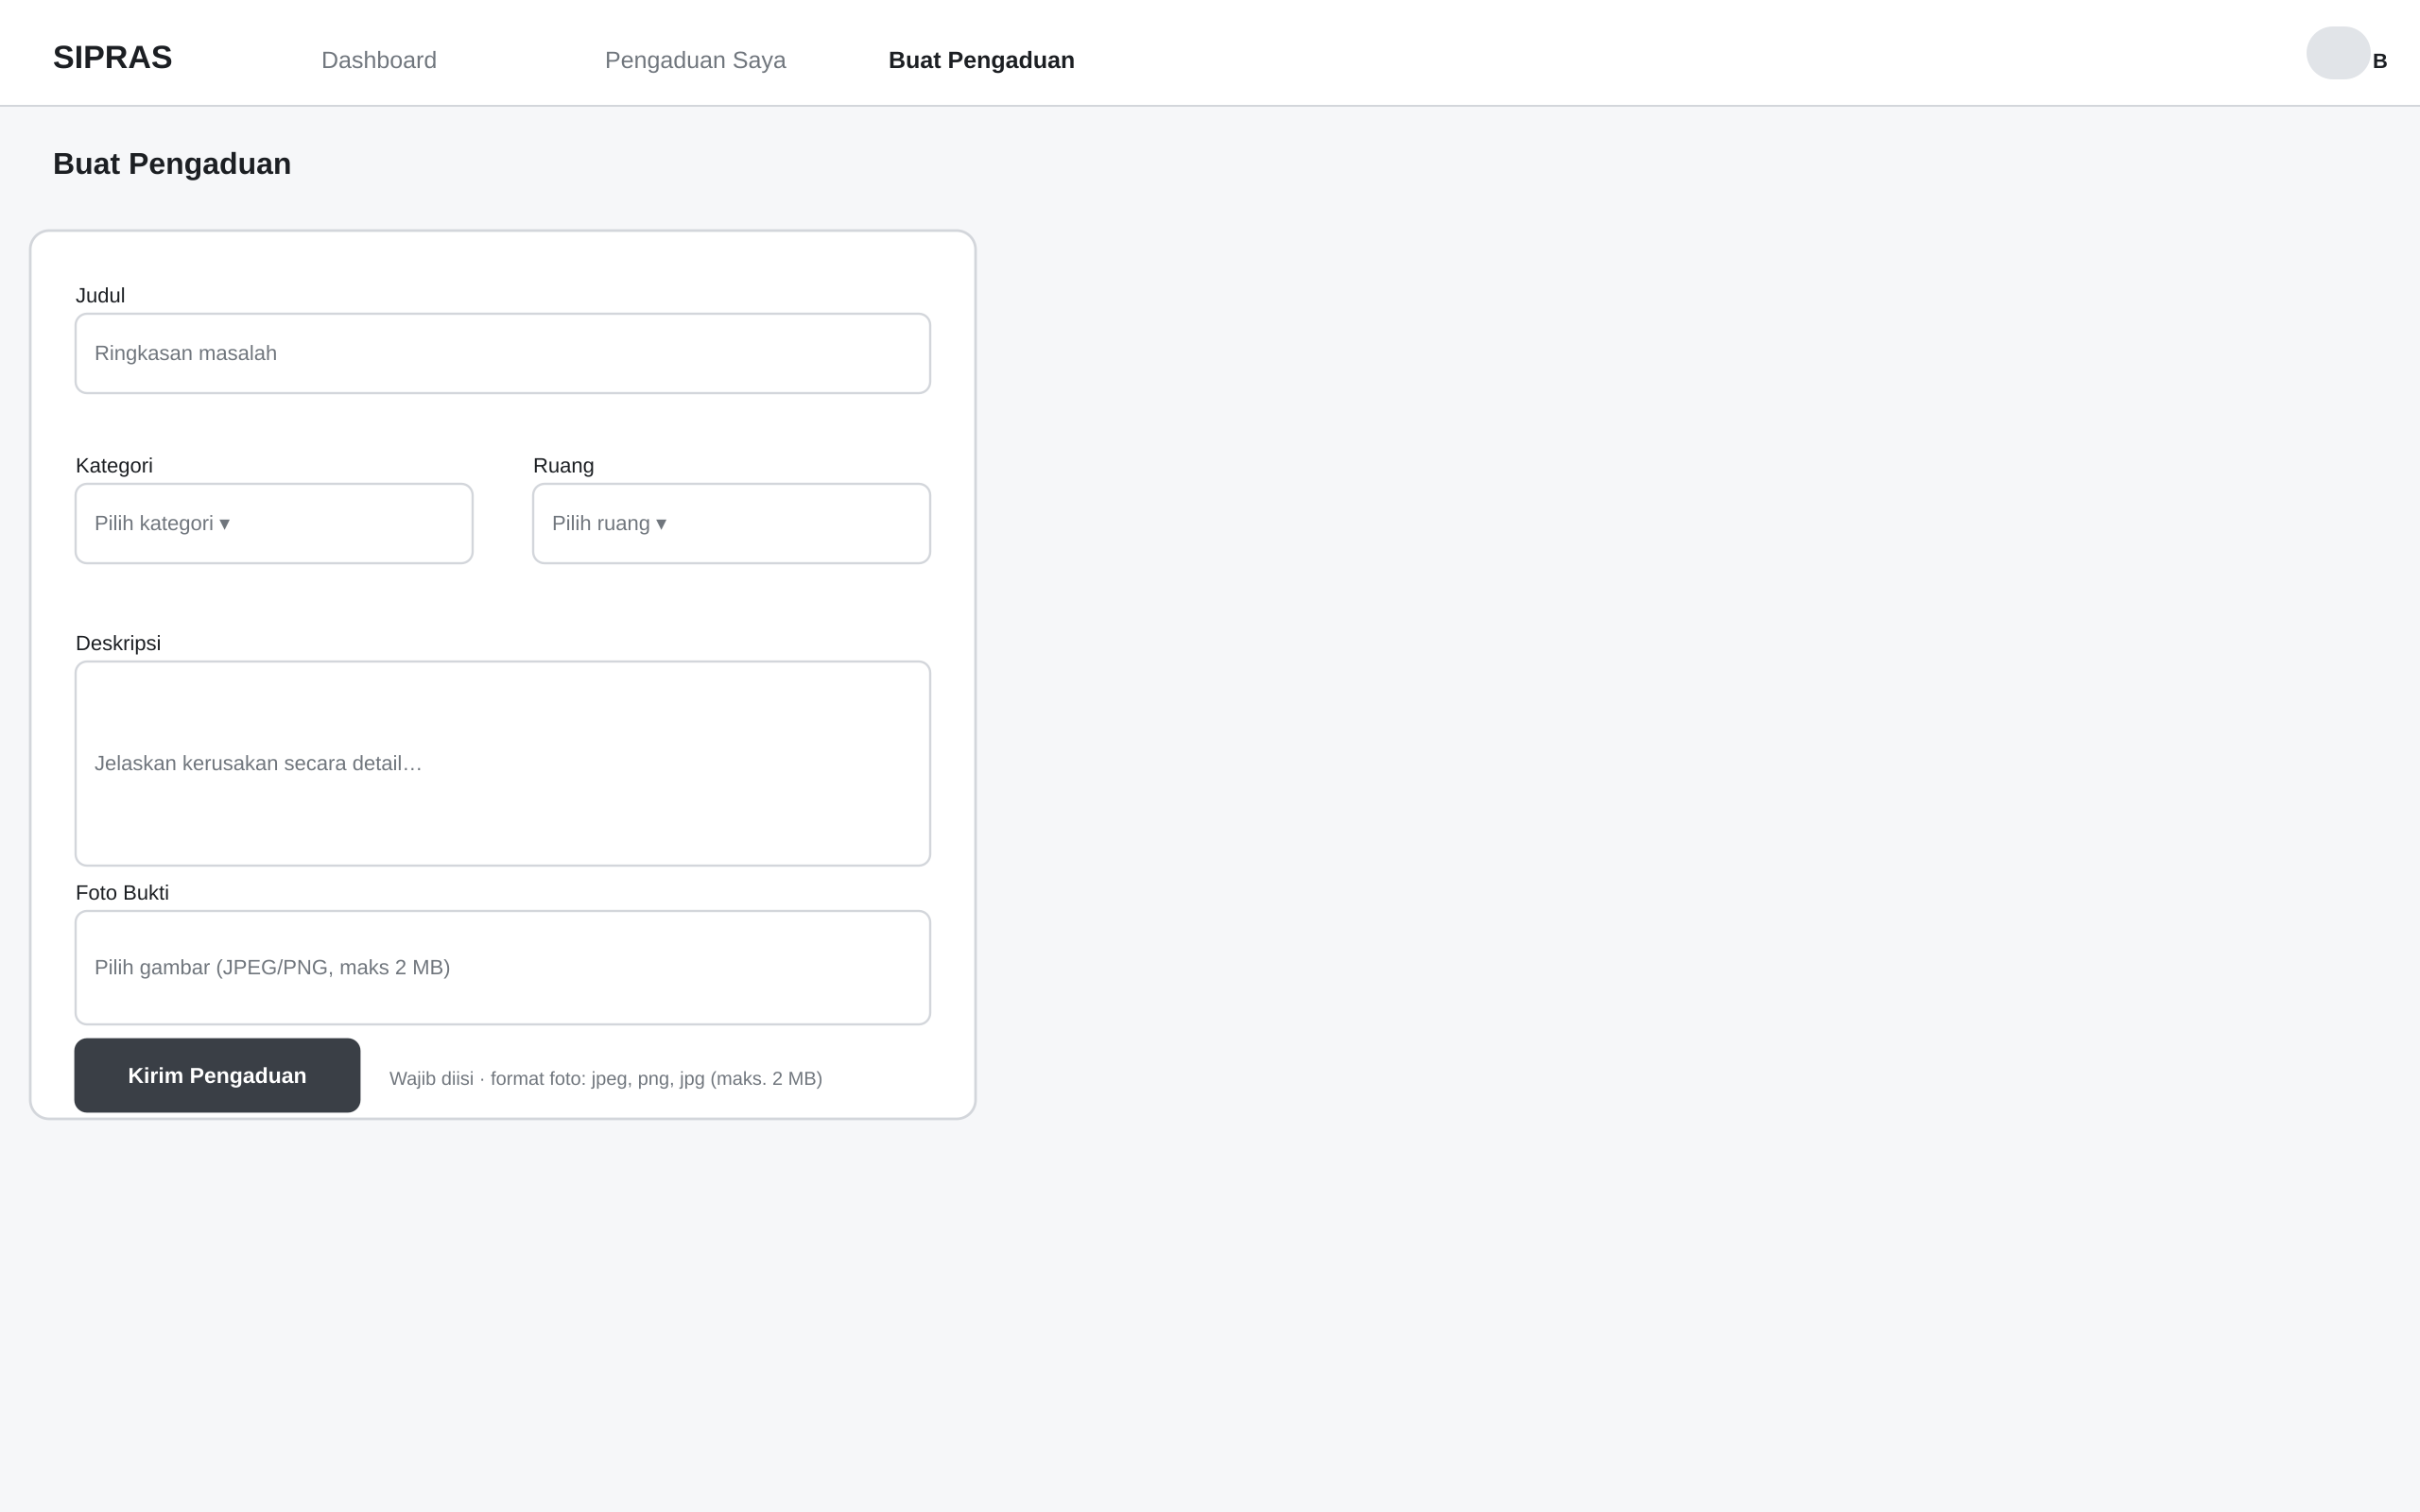 SIPRAS Dashboard Pengaduan Saya Buat Pengaduan B
Buat Pengaduan
Judul
Ringkasan masalah
Kategori Ruang
Pilih kategori ▾ Pilih ruang ▾
Deskripsi
Jelaskan kerusakan secara detail…
Foto Bukti
Pilih gambar (JPEG/PNG, maks 2 MB)
Kirim Pengaduan Wajib diisi · format foto: jpeg, png, jpg (maks. 2 MB)